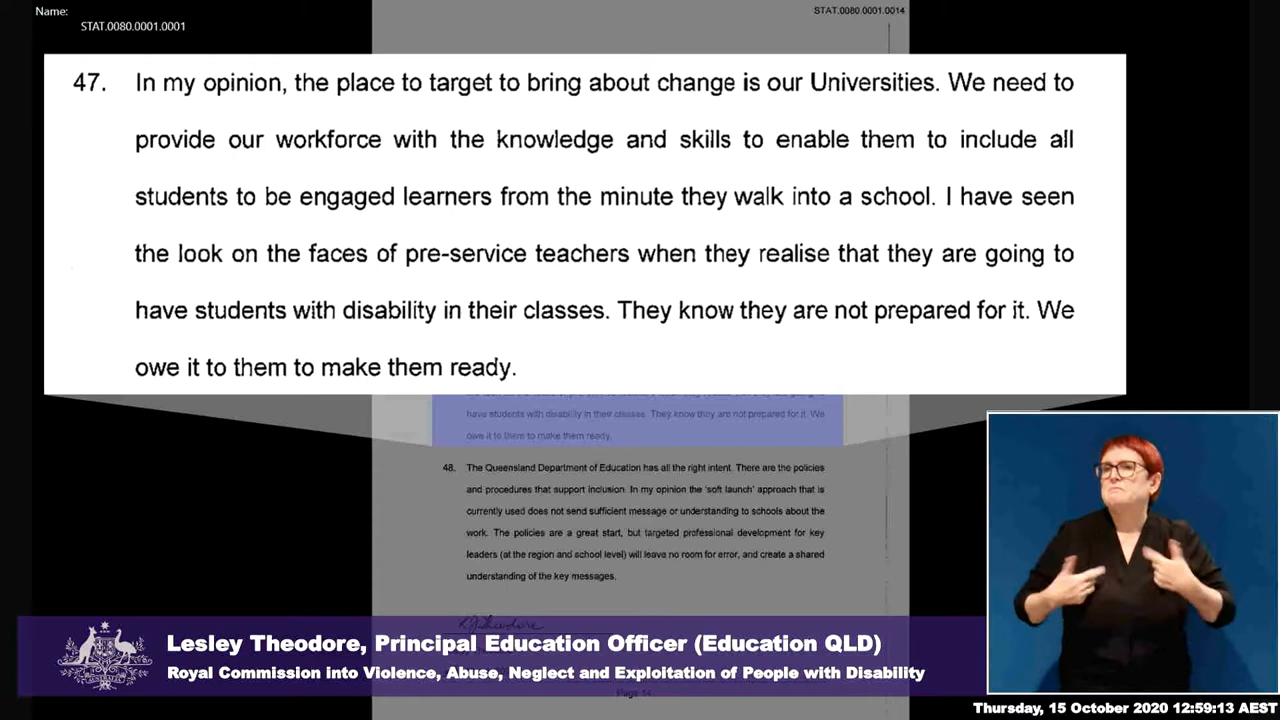 Name:
STAT.0080.0001.0001
STAT.0080.0001.0014
47. In my opinion, the place to target to bring about change is our Universities. We need to
provide our workforce with the knowledge and skills to enable them to include all
students to be engaged learners from the minute they walk into a school. I have seen
the look on the faces of pre-service teachers when they realise that they are going to
have students with disability in their classes. They know they are not prepared for it. We
owe it to them to make them ready.
have students with disability in their classes. They know they are not prepared for it. We
owe it to them to make them ready.
48. The Queensland Department of Education has all the right intent. There are the policies
and procedures that support inclusion. In my opinion the 'soft launch' approach that is
currently used does not send sufficient message or understanding to schools about the
work. The policies are a great start, but targeted professional development for key
leaders (at the region and school level) will leave no room for error, and create a shared
understanding of the key messages.
Lesley Theodore, Principal Education Officer (Education QLD)
Royal Commission into Violence, Abuse, Neglect and Exploitation of People with Disability
Page 14
Thursday, 15 October 2020 12:59:13 AEST